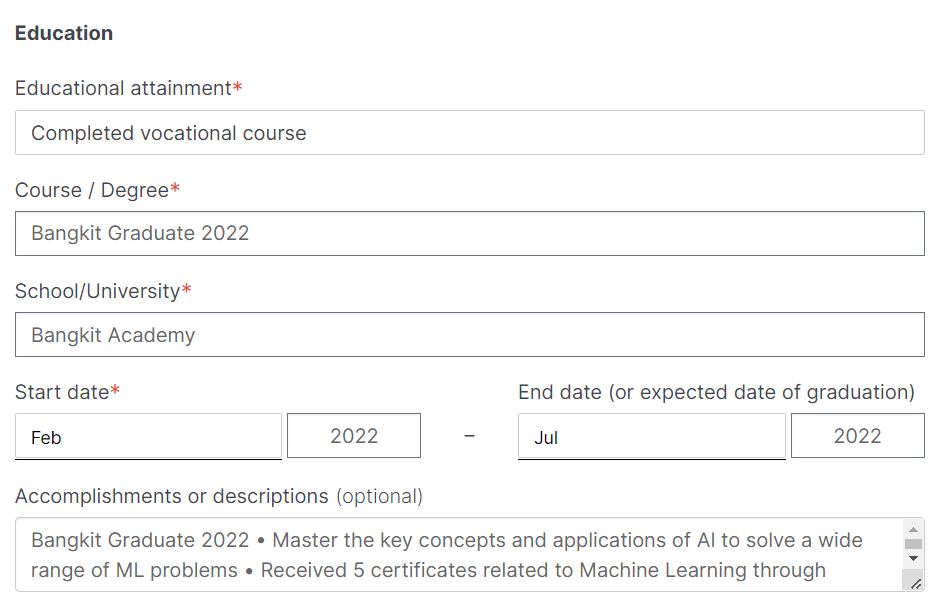 Education
Educational attainment*
Completed vocational course
Course / Degree*
Bangkit Graduate 2022
School/University*
Bangkit Academy
Start date* End date (or expected date of graduation)
Feb 2022 – Jul 2022
Accomplishments or descriptions (optional)
Bangkit Graduate 2022 • Master the key concepts and applications of AI to solve a wide
range of ML problems • Received 5 certificates related to Machine Learning through